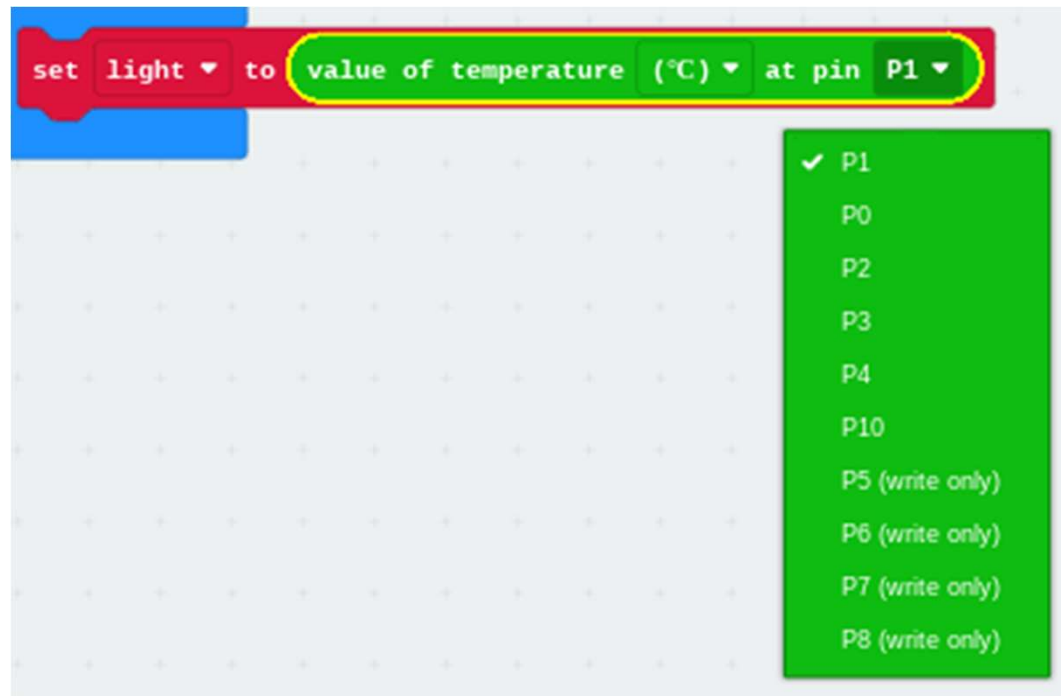 set light to value of temperature (℃) at pin P1
P1
P0
P2
P3
P4
P10
P5 (write only)
P6 (write only)
P7 (write only)
P8 (write only)